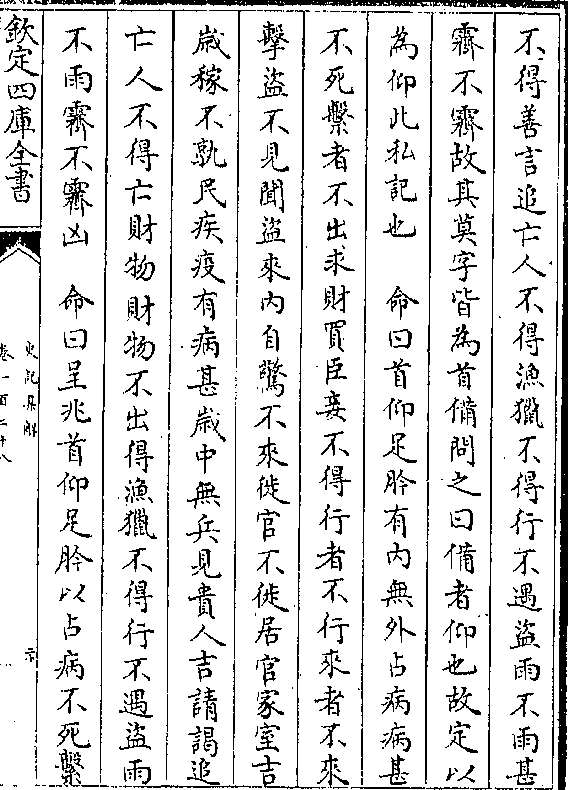 不得善言追亡人不得漁獵不得行不遇盜雨不雨甚
霽不霽故其莫字皆為首備問之曰備者仰也故定以
為仰此私記也　命曰首仰足肣有內無外占病病甚
不死繫者不出求財買臣妾不得行者不行來者不來
擊盜不見聞盜來內自驚不來徙官不徙居官家室吉
歳稼不孰民疾疫有病甚歳中無兵見貴人吉請謁追
亡人不得亡財物財物不出得漁獵不得行不遇盜雨
不雨霽不霽凶　命曰呈兆首仰足肣以占病不死繫
欽定四庫全書
史記集解
卷一百二十八